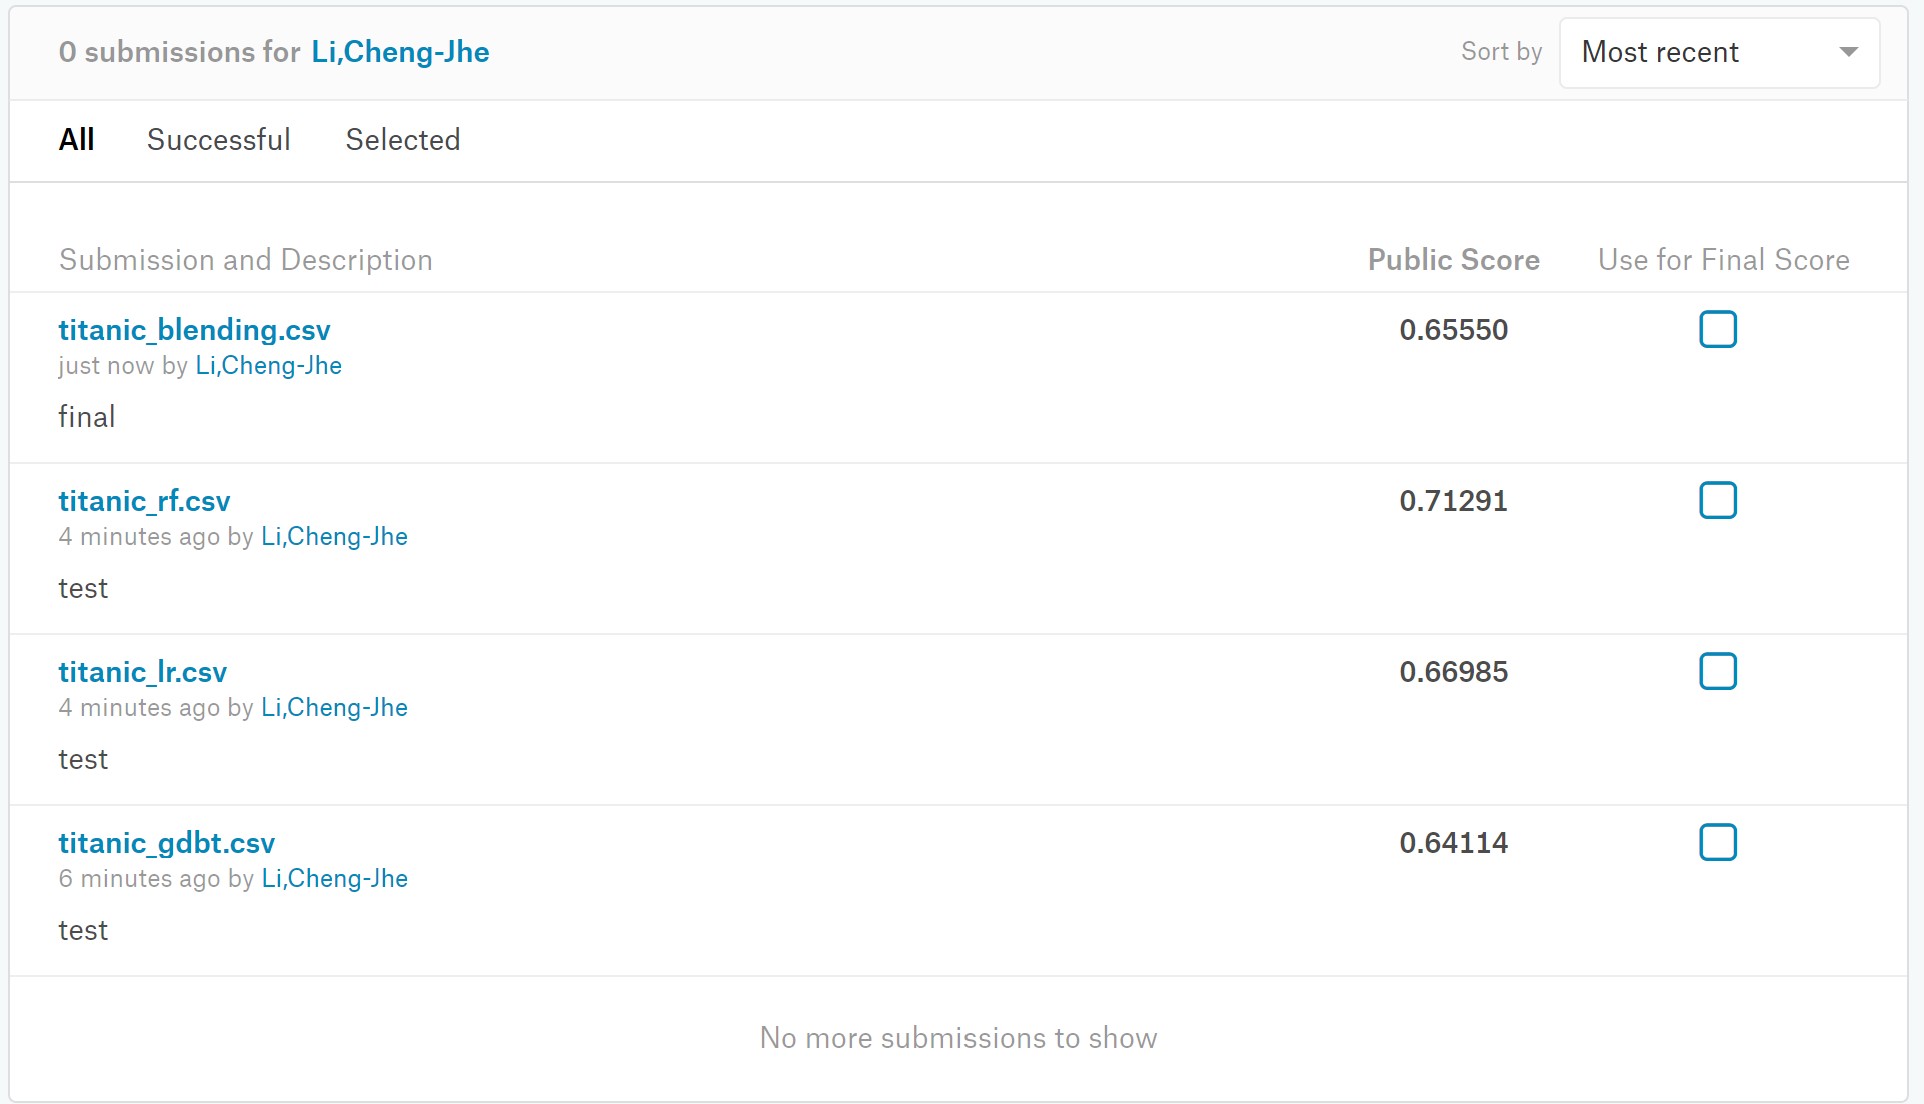 0 submissions for Li,Cheng-Jhe
Sort by Most recent
All Successful Selected
Submission and Description Public Score Use for Final Score
titanic_blending.csv 0.65550
just now by Li,Cheng-Jhe
final
titanic_rf.csv 0.71291
4 minutes ago by Li,Cheng-Jhe
test
titanic_lr.csv 0.66985
4 minutes ago by Li,Cheng-Jhe
test
titanic_gdbt.csv 0.64114
6 minutes ago by Li,Cheng-Jhe
test
No more submissions to show